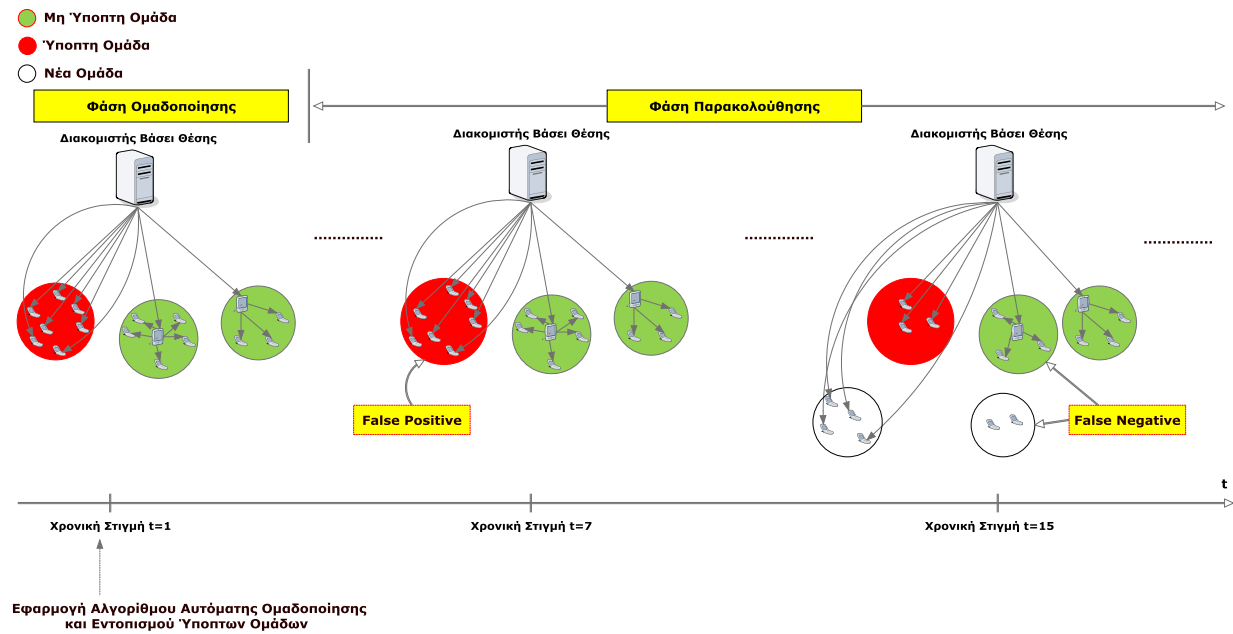 Μη Ύποπτη Ομάδα
Ύποπτη Ομάδα
Νέα Ομάδα
Φάση Ομαδοποίησης
Φάση Παρακολούθησης
Διακομιστής Βάσει Θέσης
Διακομιστής Βάσει Θέσης
Διακομιστής Βάσει Θέσης
...............
...............
...............
False Positive
False Negative
t
Χρονική Στιγμή t=1
Χρονική Στιγμή t=7
Χρονική Στιγμή t=15
Εφαρμογή Αλγορίθμου Αυτόματης Ομαδοποίησης
και Εντοπισμού Ύποπτων Ομάδων